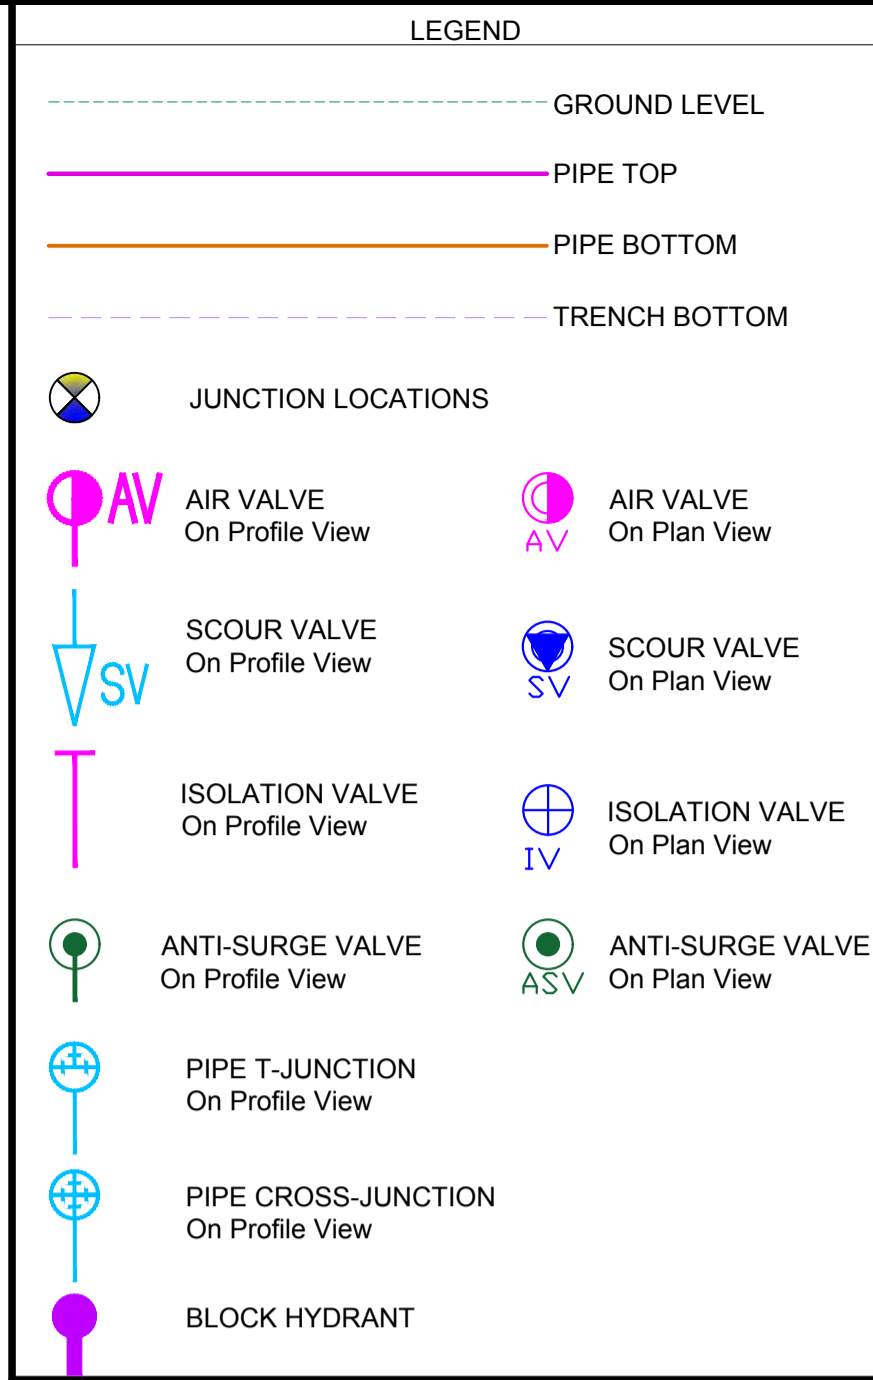 LEGEND
GROUND LEVEL
PIPE TOP
PIPE BOTTOM
TRENCH BOTTOM
JUNCTION LOCATIONS
AV
AIR VALVE
On Profile View
AV
AIR VALVE
On Plan View
SV
SCOUR VALVE
On Profile View
SV
SCOUR VALVE
On Plan View
ISOLATION VALVE
On Profile View
IV
ISOLATION VALVE
On Plan View
ANTI-SURGE VALVE
On Profile View
ASV
ANTI-SURGE VALVE
On Plan View
PIPE T-JUNCTION
On Profile View
PIPE CROSS-JUNCTION
On Profile View
BLOCK HYDRANT